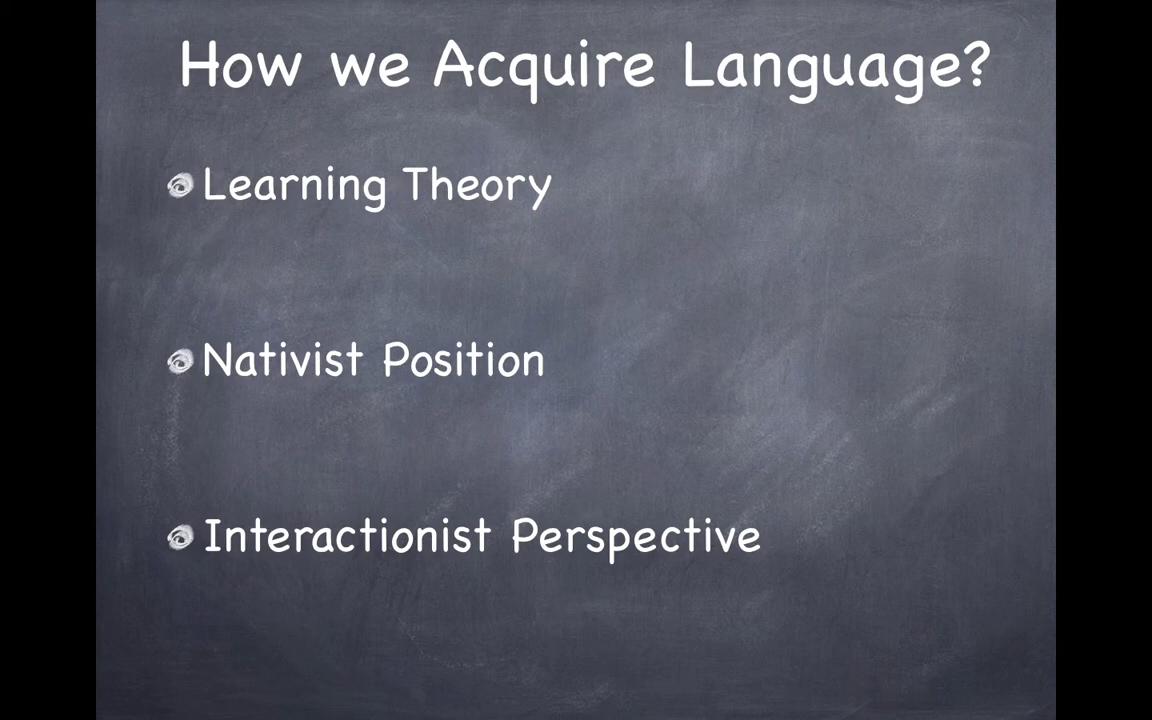 How we Acquire Language?
Learning Theory
Nativist Position
Interactionist Perspective